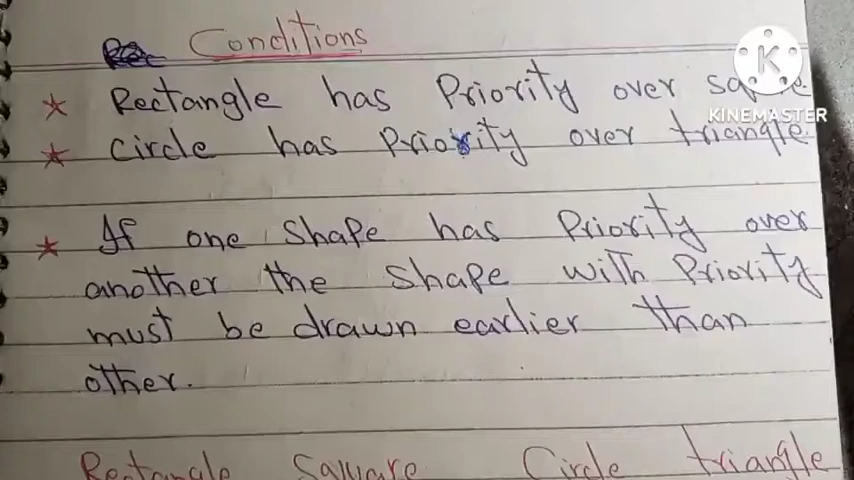 Conditions
KINEMASTER
Rectangle has Priority over square
circle has Priority over triangle.
If one shape has Priority over
another the shape with Priority
must be drawn earlier than
other.
Rectangle Square Circle triangle